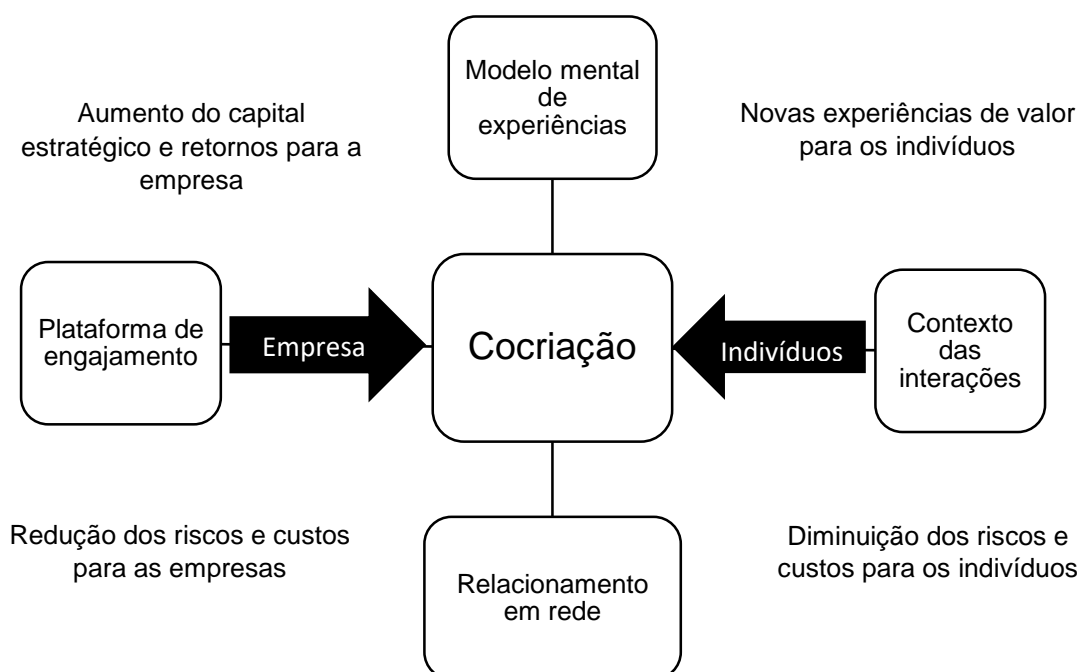 Modelo mental
de
experiências
Aumento do capital
estratégico e retornos para a
empresa
Novas experiências de valor
para os indivíduos
Plataforma de
engajamento
Empresa
Cocriação
Indivíduos
Contexto
das
interações
Redução dos riscos e custos
para as empresas
Relacionamento
em rede
Diminuição dos riscos e
custos para os indivíduos